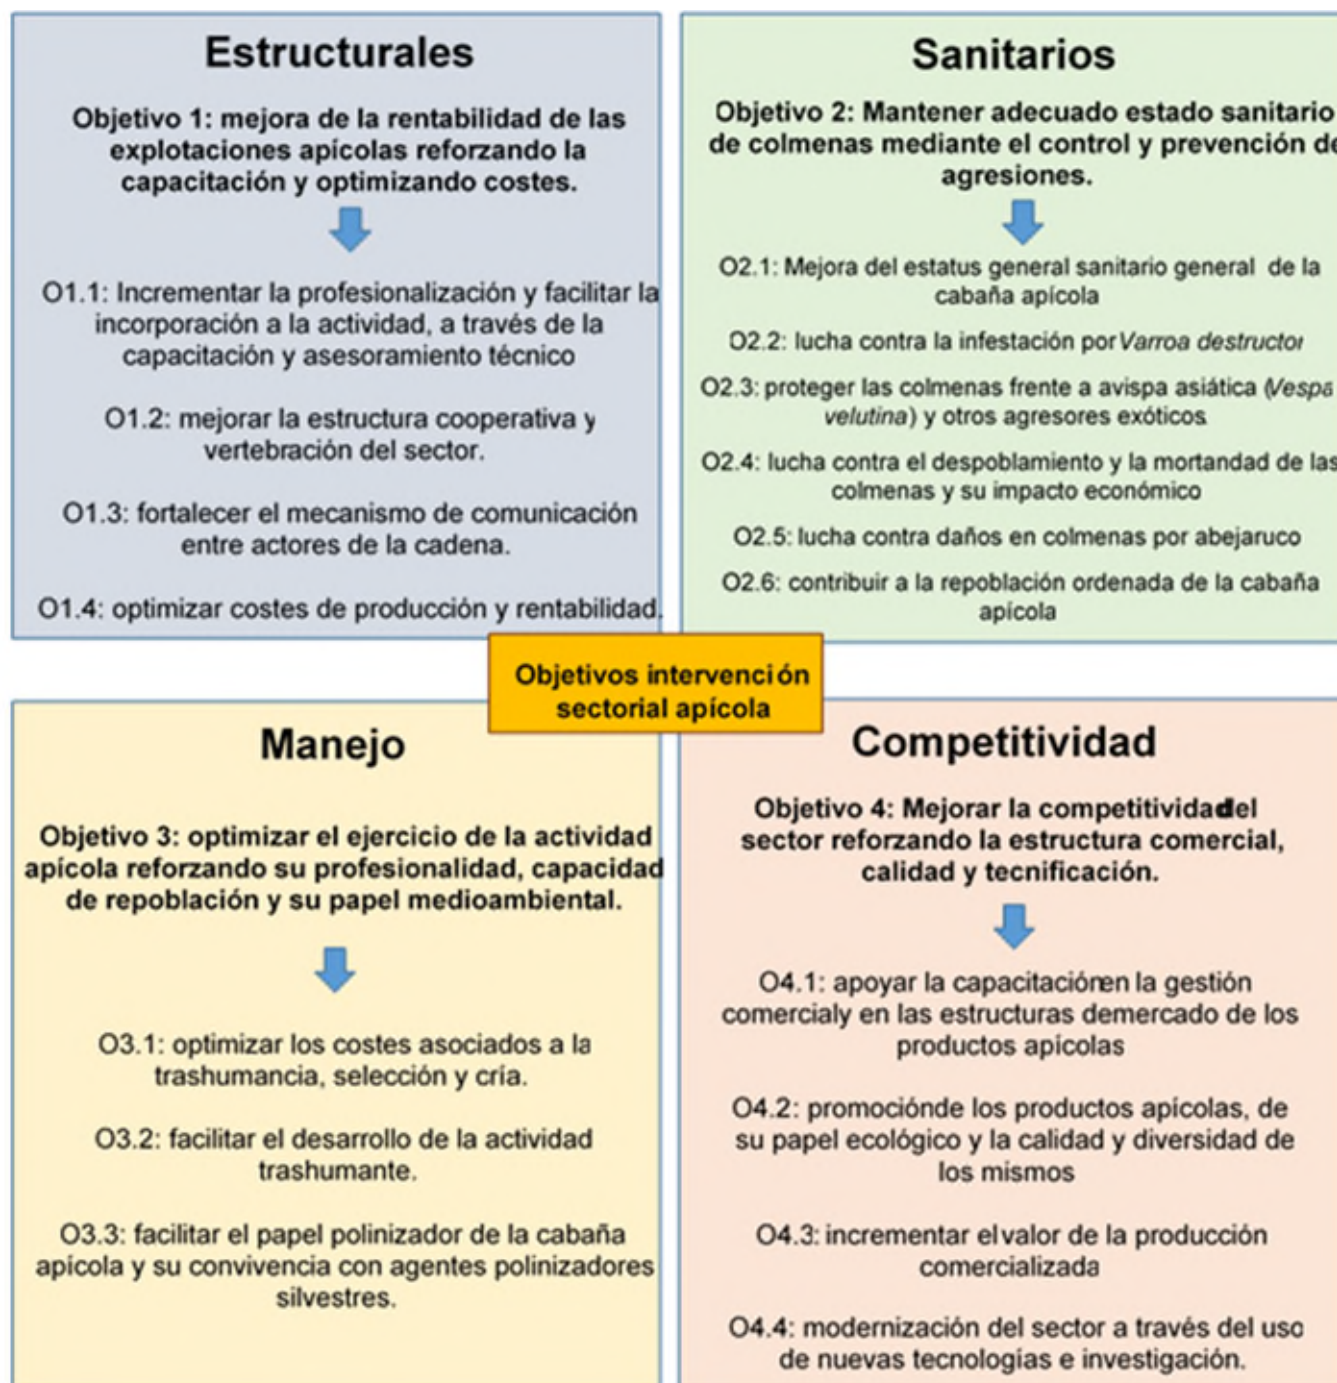 Estructurales
Objetivo 1: mejora de la rentabilidad de las
explotaciones apícolas reforzando la
capacitación y optimizando costes.
O1.1: Incrementar la profesionalización y facilitar la
incorporación a la actividad, a través de la
capacitación y asesoramiento técnico
O1.2: mejorar la estructura cooperativa y
vertebración del sector.
O1.3: fortalecer el mecanismo de comunicación
entre actores de la cadena.
O1.4: optimizar costes de producción y rentabilidad.
Sanitarios
Objetivo 2: Mantener adecuado estado sanitario
de colmenas mediante el control y prevención de
agresiones.
O2.1: Mejora del estatus general sanitario general de la
cabaña apícola
O2.2: lucha contra la infestación por Varroa destructor
O2.3: proteger las colmenas frente a avispa asiática (Vespa
velutina) y otros agresores exóticos
O2.4: lucha contra el despoblamiento y la mortandad de las
colmenas y su impacto económico
O2.5: lucha contra daños en colmenas por abejaruco
O2.6: contribuir a la repoblación ordenada de la cabaña
apícola
Objetivos intervención
sectorial apícola
Manejo
Objetivo 3: optimizar el ejercicio de la actividad
apícola reforzando su profesionalidad, capacidad
de repoblación y su papel medioambiental.
O3.1: optimizar los costes asociados a la
trashumancia, selección y cría.
O3.2: facilitar el desarrollo de la actividad
trashumante.
O3.3: facilitar el papel polinizador de la cabaña
apícola y su convivencia con agentes polinizadores
silvestres.
Competitividad
Objetivo 4: Mejorar la competitividad del
sector reforzando la estructura comercial,
calidad y tecnificación.
O4.1: apoyar la capacitación en la gestión
comercialy en las estructuras demercado de los
productos apícolas
O4.2: promociónde los productos apícolas, de
su papel ecológico y la calidad y diversidad de
los mismos
O4.3: incrementar el valor de la producción
comercializada
O4.4: modernización del sector a través del uso
de nuevas tecnologías e investigación.